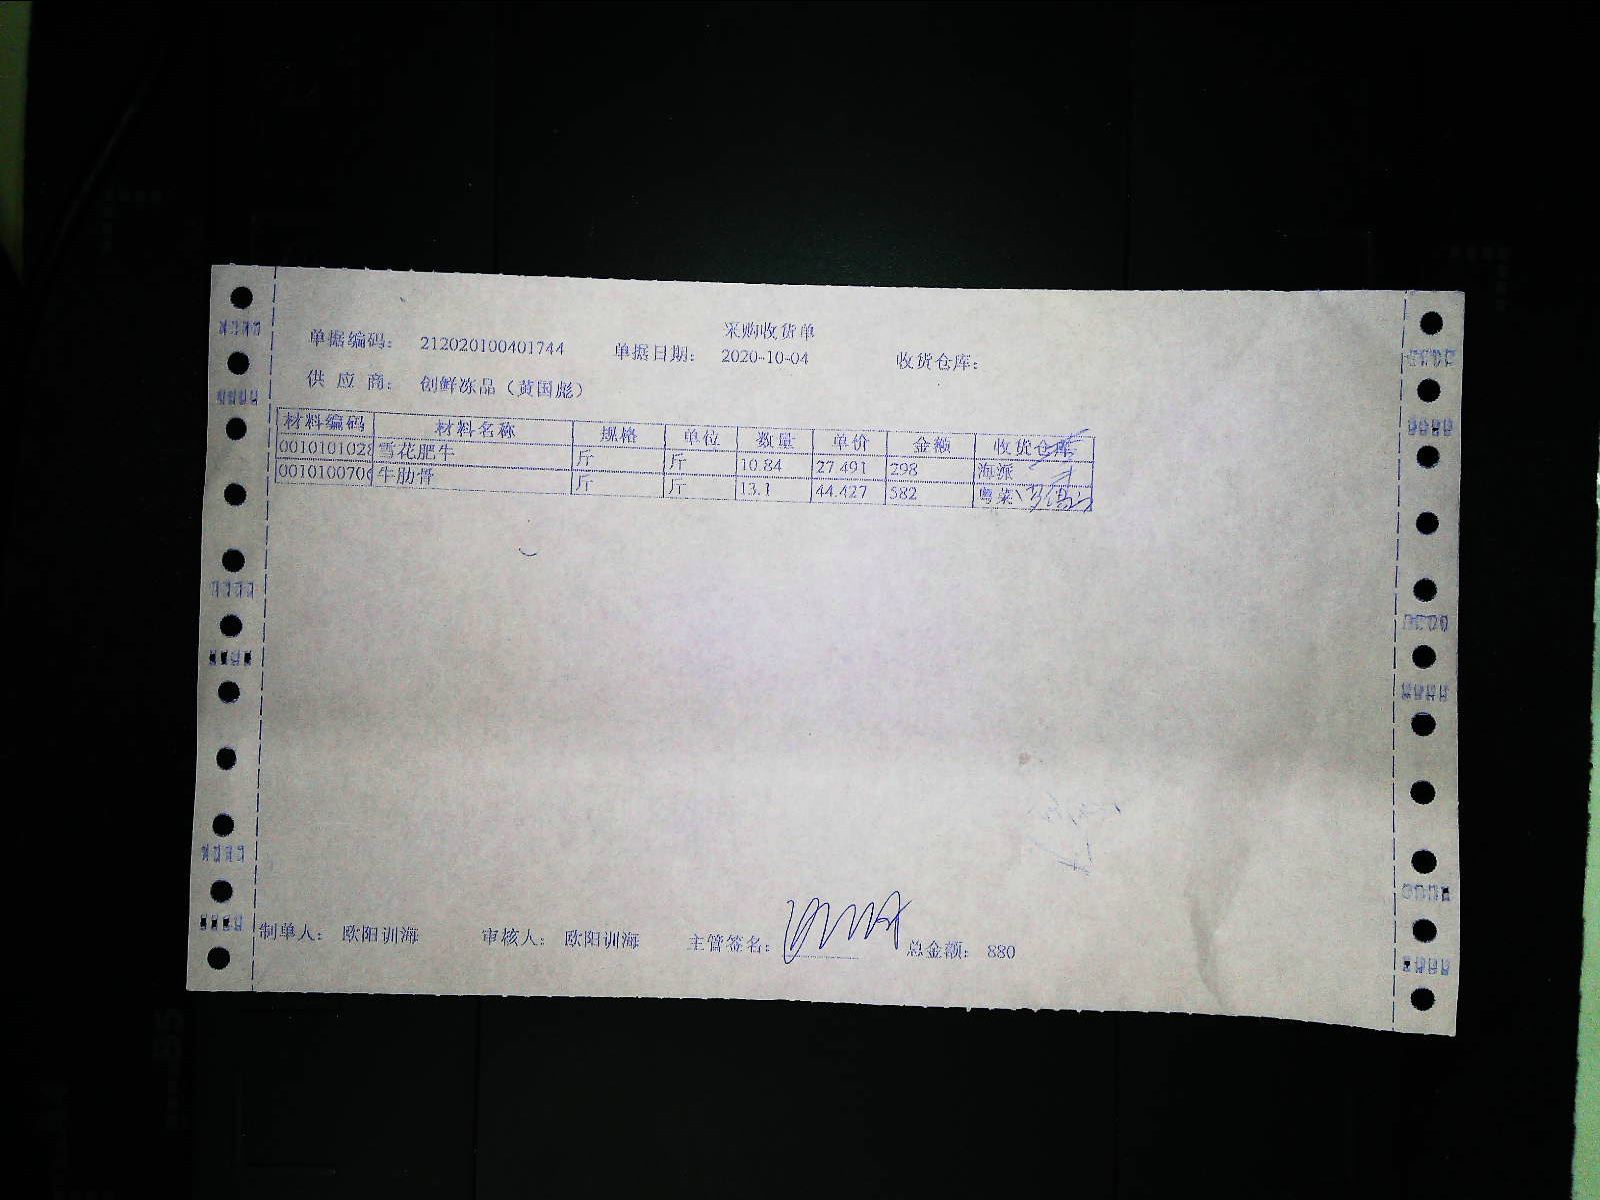 采购收货单
单据编码： 212020100401744 单据日期： 2020-10-04 收货仓库：
供 应 商： 创鲜冻品（黄国彪）
材料编码 材料名称 规格 单位 数量 单价 金额 收货仓库
0010101028 雪花肥牛 斤 斤 10.84 27.491 298 海派
0010100706 牛肋骨 斤 斤 13.1 44.427 582 粤菜
制单人： 欧阳训海 审核人： 欧阳训海 主管签名： 总金额： 880